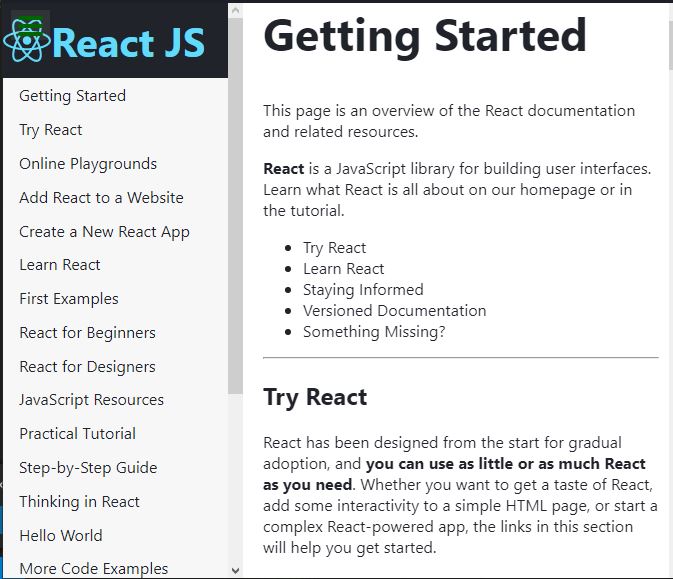 React JS
Getting Started
Try React
Online Playgrounds
Add React to a Website
Create a New React App
Learn React
First Examples
React for Beginners
React for Designers
JavaScript Resources
Practical Tutorial
Step-by-Step Guide
Thinking in React
Hello World
More Code Examples
Getting Started
This page is an overview of the React documentation
and related resources.
React is a JavaScript library for building user interfaces.
Learn what React is all about on our homepage or in
the tutorial.
Try React
Learn React
Staying Informed
Versioned Documentation
Something Missing?
Try React
React has been designed from the start for gradual
adoption, and you can use as little or as much React
as you need. Whether you want to get a taste of React,
add some interactivity to a simple HTML page, or start a
complex React-powered app, the links in this section
will help you get started.